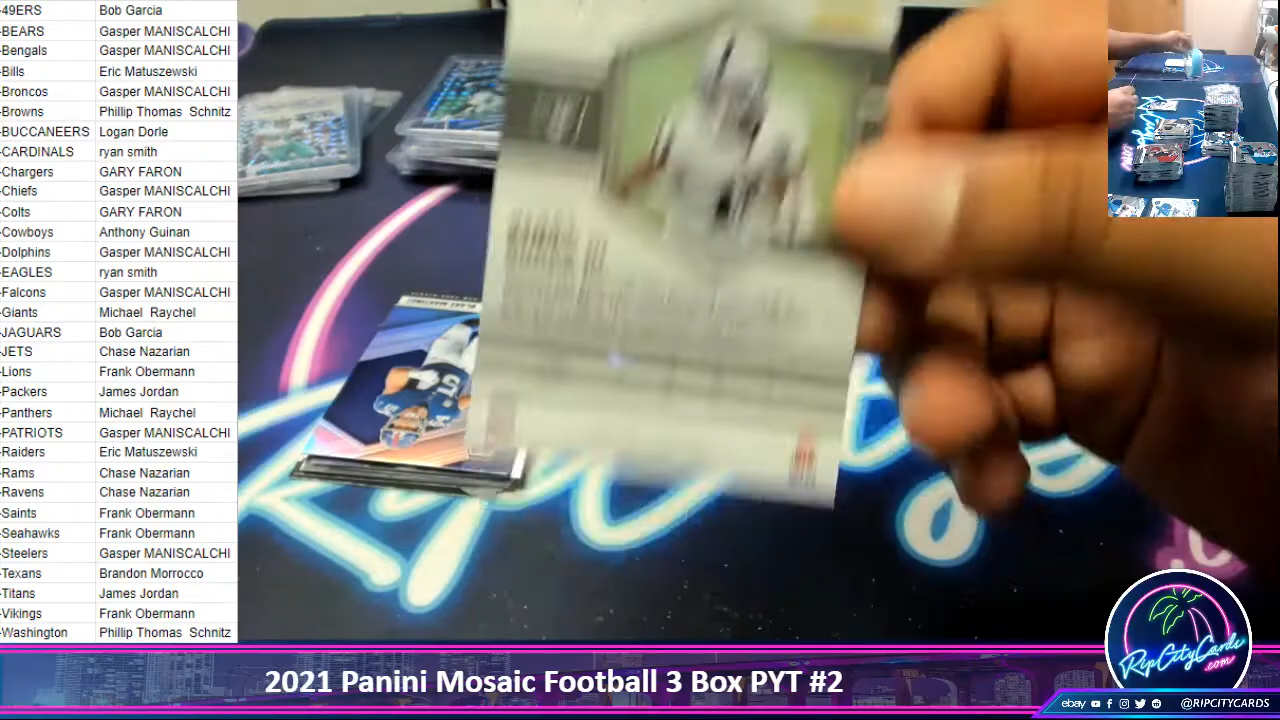 -49ERS Bob Garcia
-BEARS Gasper MANISCALCHI
-Bengals Gasper MANISCALCHI
-Bills Eric Matuszewski
-Broncos Gasper MANISCALCHI
-Browns Phillip Thomas Schnitz
-BUCCANEERS Logan Dorle
-CARDINALS ryan smith
-Chargers GARY FARON
-Chiefs Gasper MANISCALCHI
-Colts GARY FARON
-Cowboys Anthony Guinan
-Dolphins Gasper MANISCALCHI
-EAGLES ryan smith
-Falcons Gasper MANISCALCHI
-Giants Michael Raychel
-JAGUARS Bob Garcia
-JETS Chase Nazarian
-Lions Frank Obermann
-Packers James Jordan
-Panthers Michael Raychel
-PATRIOTS Gasper MANISCALCHI
-Raiders Eric Matuszewski
-Rams Chase Nazarian
-Ravens Chase Nazarian
-Saints Frank Obermann
-Seahawks Frank Obermann
-Steelers Gasper MANISCALCHI
-Texans Brandon Morrocco
-Titans James Jordan
-Vikings Frank Obermann
-Washington Phillip Thomas Schnitz
BLAKE MARTINEZ
RipCityCards
.com
2021 Panini Mosaic Football 3 Box PYT #2
ebay @RIPCITYCARDS